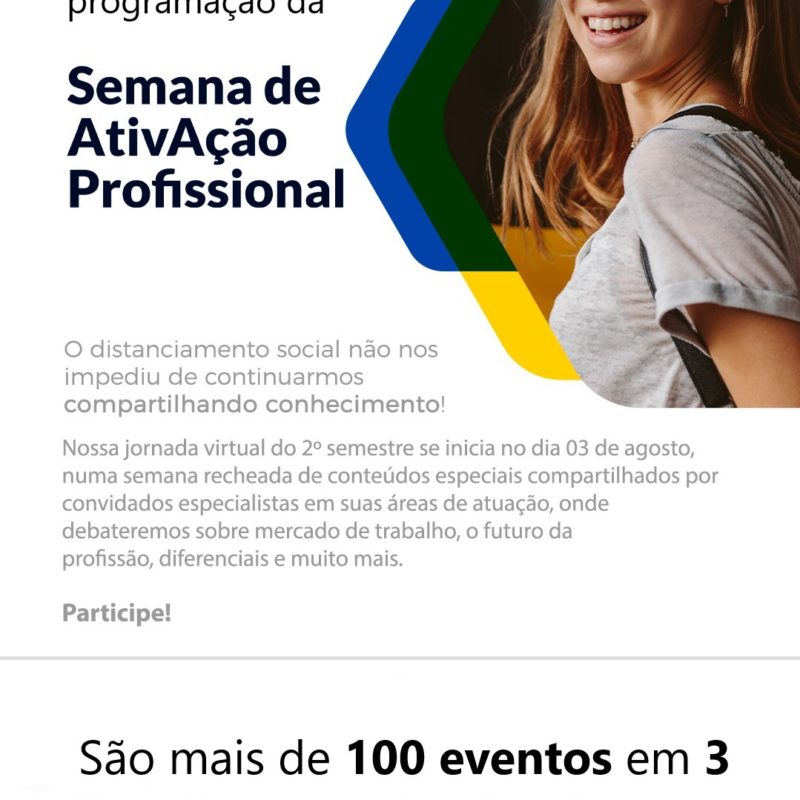 programação da
Semana de
AtivAção
Profissional
O distanciamento social não nos
impediu de continuarmos
compartilhando conhecimento!
Nossa jornada virtual do 2º semestre se inicia no dia 03 de agosto,
numa semana recheada de conteúdos especiais compartilhados por
convidados especialistas em suas áreas de atuação, onde
debateremos sobre mercado de trabalho, o futuro da
profissão, diferenciais e muito mais.
Participe!
São mais de 100 eventos em 3